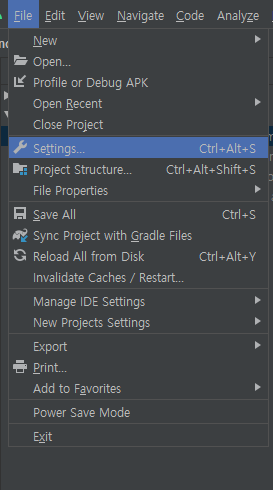 File Edit View Navigate Code Analyze
New
Open...
Profile or Debug APK
Open Recent
Close Project
Settings... Ctrl+Alt+S
Project Structure... Ctrl+Alt+Shift+S
File Properties
Save All Ctrl+S
Sync Project with Gradle Files
Reload All from Disk Ctrl+Alt+Y
Invalidate Caches / Restart...
Manage IDE Settings
New Projects Settings
Export
Print...
Add to Favorites
Power Save Mode
Exit